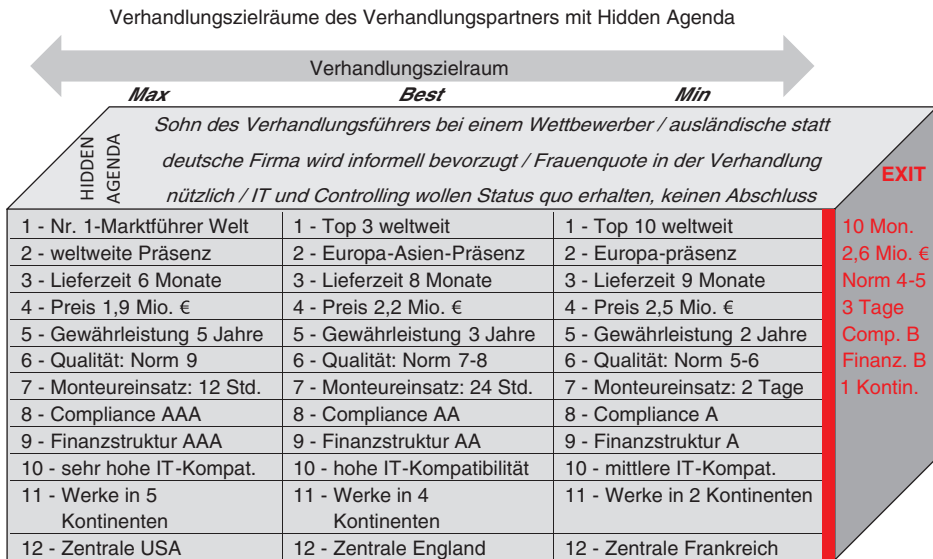 Verhandlungszielräume des Verhandlungspartners mit Hidden Agenda
Verhandlungszielraum
Max Best Min
HIDDEN
AGENDA
Sohn des Verhandlungsführers bei einem Wettbewerber / ausländische statt
deutsche Firma wird informell bevorzugt / Frauenquote in der Verhandlung
nützlich / IT und Controlling wollen Status quo erhalten, keinen Abschluss
EXIT
1 - Nr. 1-Marktführer Welt 1 - Top 3 weltweit 1 - Top 10 weltweit 10 Mon.
2 - weltweite Präsenz 2 - Europa-Asien-Präsenz 2 - Europa-präsenz 2,6 Mio. €
3 - Lieferzeit 6 Monate 3 - Lieferzeit 8 Monate 3 - Lieferzeit 9 Monate Norm 4-5
4 - Preis 1,9 Mio. € 4 - Preis 2,2 Mio. € 4 - Preis 2,5 Mio. € 3 Tage
5 - Gewährleistung 5 Jahre 5 - Gewährleistung 3 Jahre 5 - Gewährleistung 2 Jahre Comp. B
6 - Qualität: Norm 9 6 - Qualität: Norm 7-8 6 - Qualität: Norm 5-6 Finanz. B
7 - Monteureinsatz: 12 Std. 7 - Monteureinsatz: 24 Std. 7 - Monteureinsatz: 2 Tage 1 Kontin.
8 - Compliance AAA 8 - Compliance AA 8 - Compliance A
9 - Finanzstruktur AAA 9 - Finanzstruktur AA 9 - Finanzstruktur A
10 - sehr hohe IT-Kompat. 10 - hohe IT-Kompatibilität 10 - mittlere IT-Kompat.
11 - Werke in 5 11 - Werke in 4 11 - Werke in 2 Kontinenten
Kontinenten Kontinenten
12 - Zentrale USA 12 - Zentrale England 12 - Zentrale Frankreich